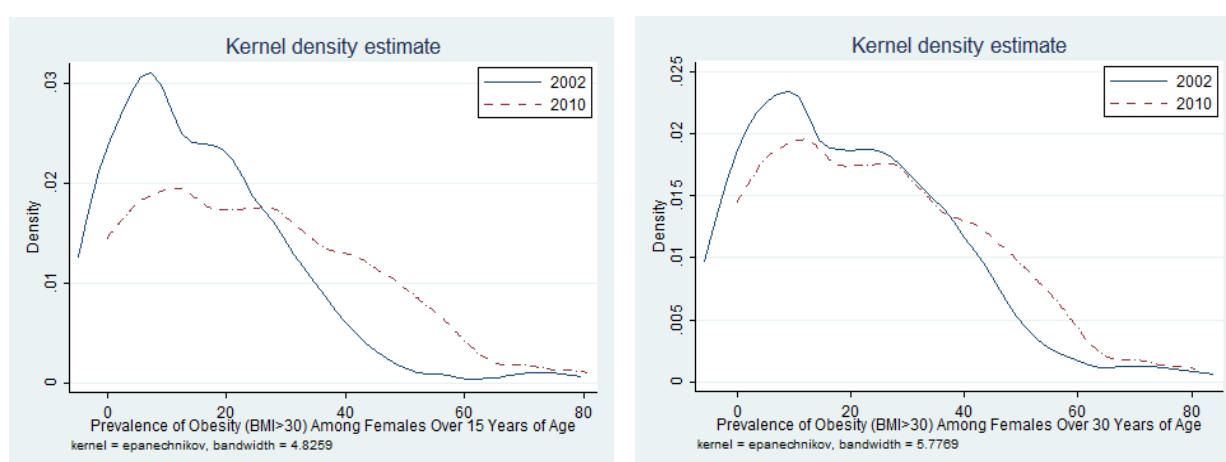 Kernel density estimate
2002
2010
Density
.03
.02
.01
0
0 20 40 60 80
Prevalence of Obesity (BMI>30) Among Females Over 15 Years of Age
kernel = epanechnikov, bandwidth = 4.8259
Kernel density estimate
2002
2010
Density
.025
.02
.015
.01
.005
0
0 20 40 60 80
Prevalence of Obesity (BMI>30) Among Females Over 30 Years of Age
kernel = epanechnikov, bandwidth = 5.7769